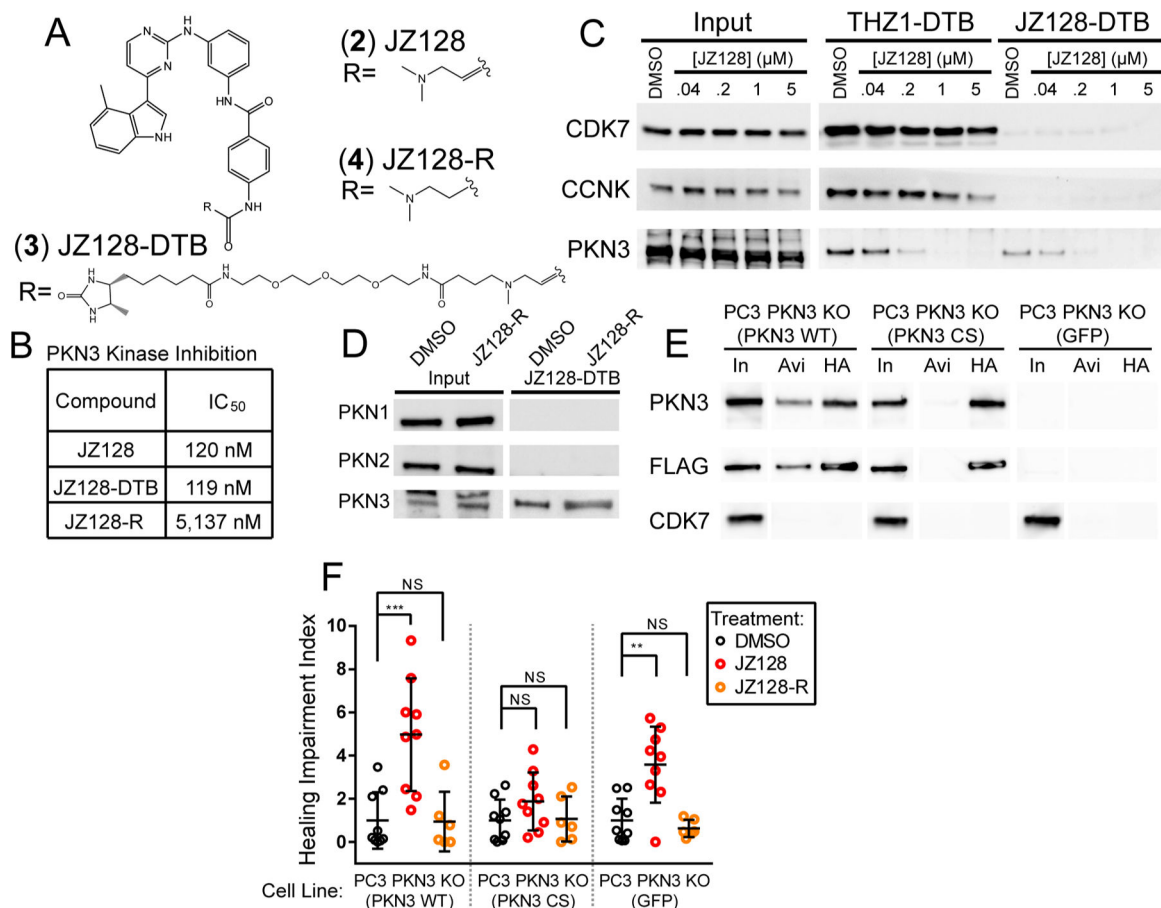 A
N
N
H
N
N
NH
NH
O
R
NH
O
(2) JZ128
R=
N
(4) JZ128-R
R=
N
(3) JZ128-DTB
R=
O
HN
NH
O
H
N
O
O
O
H
N
O
N
B
PKN3 Kinase Inhibition
Compound IC50
JZ128 120 nM
JZ128-DTB 119 nM
JZ128-R 5,137 nM
C
Input THZ1-DTB JZ128-DTB
DMSO [JZ128] (µM) DMSO [JZ128] (µM) DMSO [JZ128] (µM)
.04 .2 1 5 .04 .2 1 5 .04 .2 1 5
CDK7
CCNK
PKN3
D
DMSO JZ128-R DMSO JZ128-R
Input JZ128-DTB
PKN1
PKN2
PKN3
E
PC3 PKN3 KO PC3 PKN3 KO PC3 PKN3 KO
(PKN3 WT) (PKN3 CS) (GFP)
In Avi HA In Avi HA In Avi HA
PKN3
FLAG
CDK7
F
Healing Impairment Index
10
8
6
4
2
0
NS
***
NS
NS
NS
**
Treatment:
DMSO
JZ128
JZ128-R
Cell Line: PC3 PKN3 KO PC3 PKN3 KO PC3 PKN3 KO
(PKN3 WT) (PKN3 CS) (GFP)